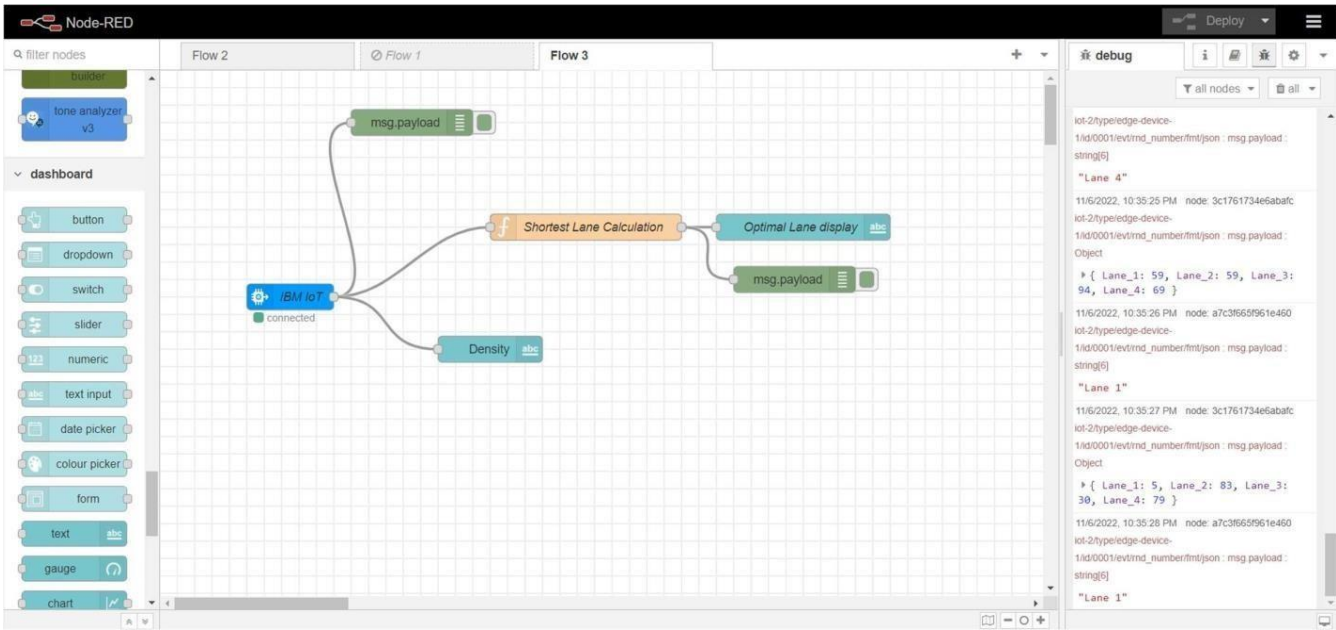 Node-RED
Deploy
filter nodes
Flow 2
Flow 1
Flow 3
debug
i
all nodes
all
builder
tone analyzer
v3
dashboard
button
dropdown
switch
slider
123
numeric
abc
text input
date picker
colour picker
form
text
abc
gauge
chart
msg.payload
f
Shortest Lane Calculation
Optimal Lane display
abc
msg.payload
IBM IoT
connected
Density
abc
iot-2/type/edge-device-
1/id/0001/evt/rnd_number/fmt/json : msg.payload :
string[6]
"Lane 4"
11/6/2022, 10:35:25 PM node: 3c1761734e6abafc
iot-2/type/edge-device-
1/id/0001/evt/rnd_number/fmt/json : msg.payload :
Object
{ Lane_1: 59, Lane_2: 59, Lane_3:
94, Lane_4: 69 }
11/6/2022, 10:35:26 PM node: a7c3f665f961e460
iot-2/type/edge-device-
1/id/0001/evt/rnd_number/fmt/json : msg.payload :
string[6]
"Lane 1"
11/6/2022, 10:35:27 PM node: 3c1761734e6abafc
iot-2/type/edge-device-
1/id/0001/evt/rnd_number/fmt/json : msg.payload :
Object
{ Lane_1: 5, Lane_2: 83, Lane_3:
30, Lane_4: 79 }
11/6/2022, 10:35:28 PM node: a7c3f665f961e460
iot-2/type/edge-device-
1/id/0001/evt/rnd_number/fmt/json : msg.payload :
string[6]
"Lane 1"